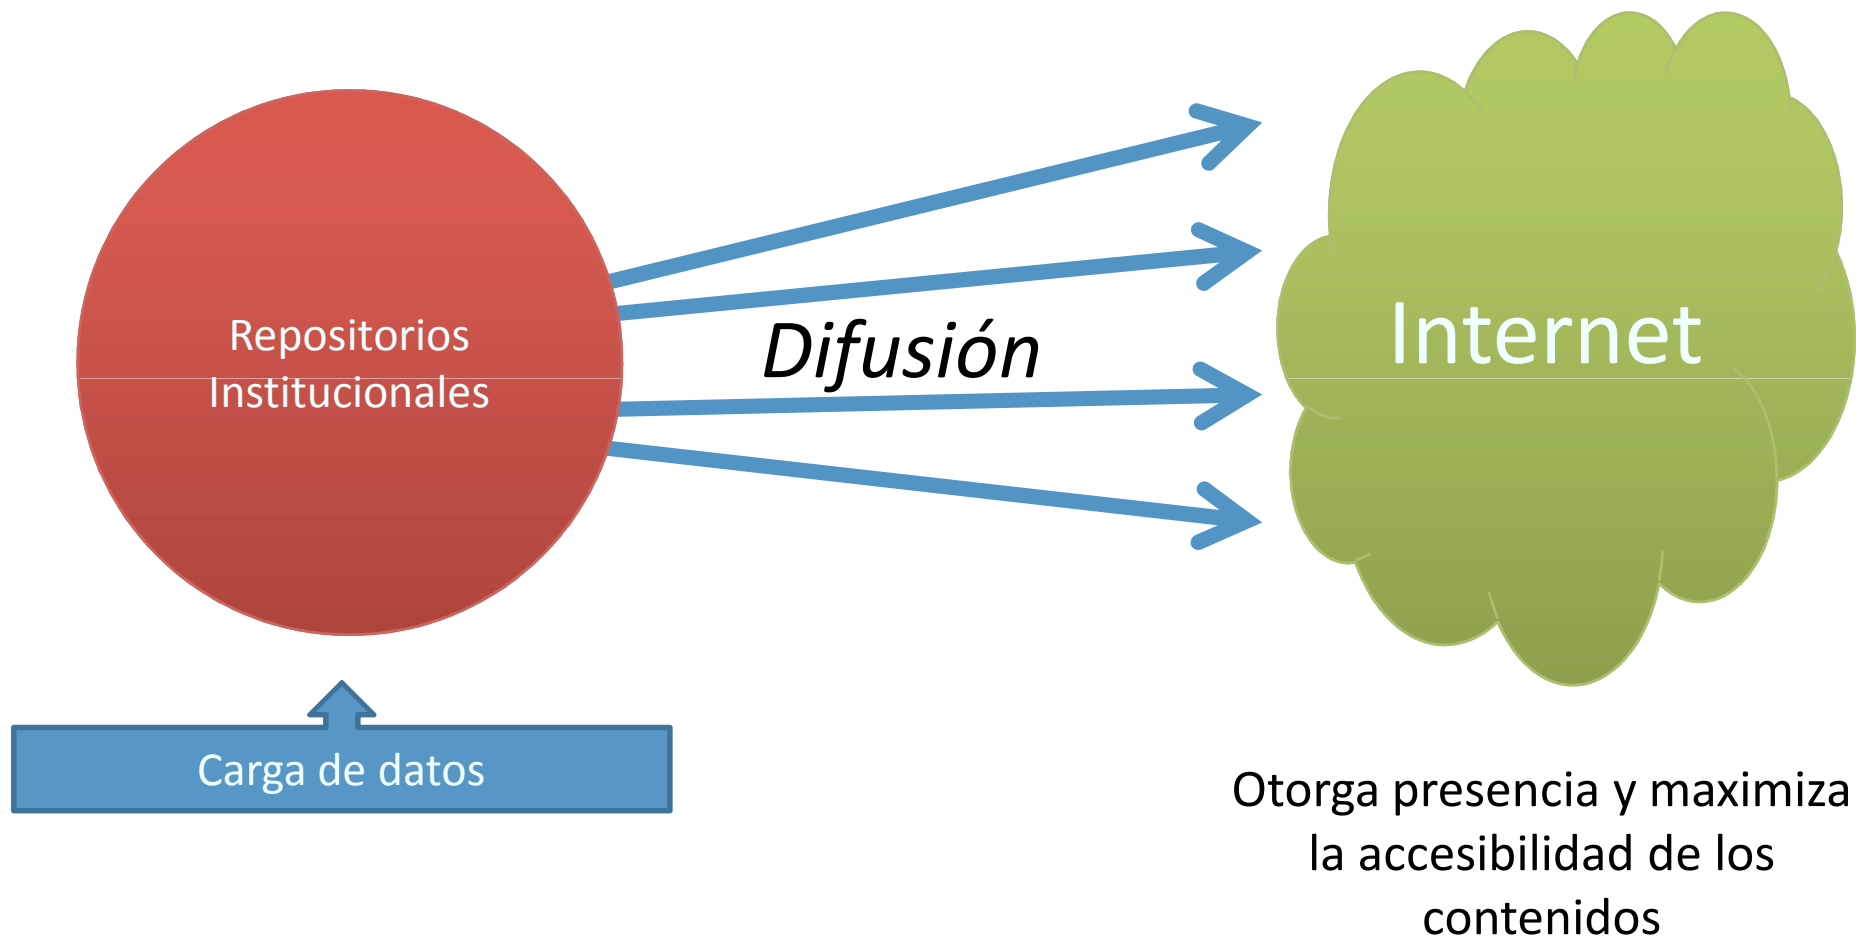 Repositorios
Institucionales
Difusión
Internet
Carga de datos
Otorga presencia y maximiza
la accesibilidad de los
contenidos